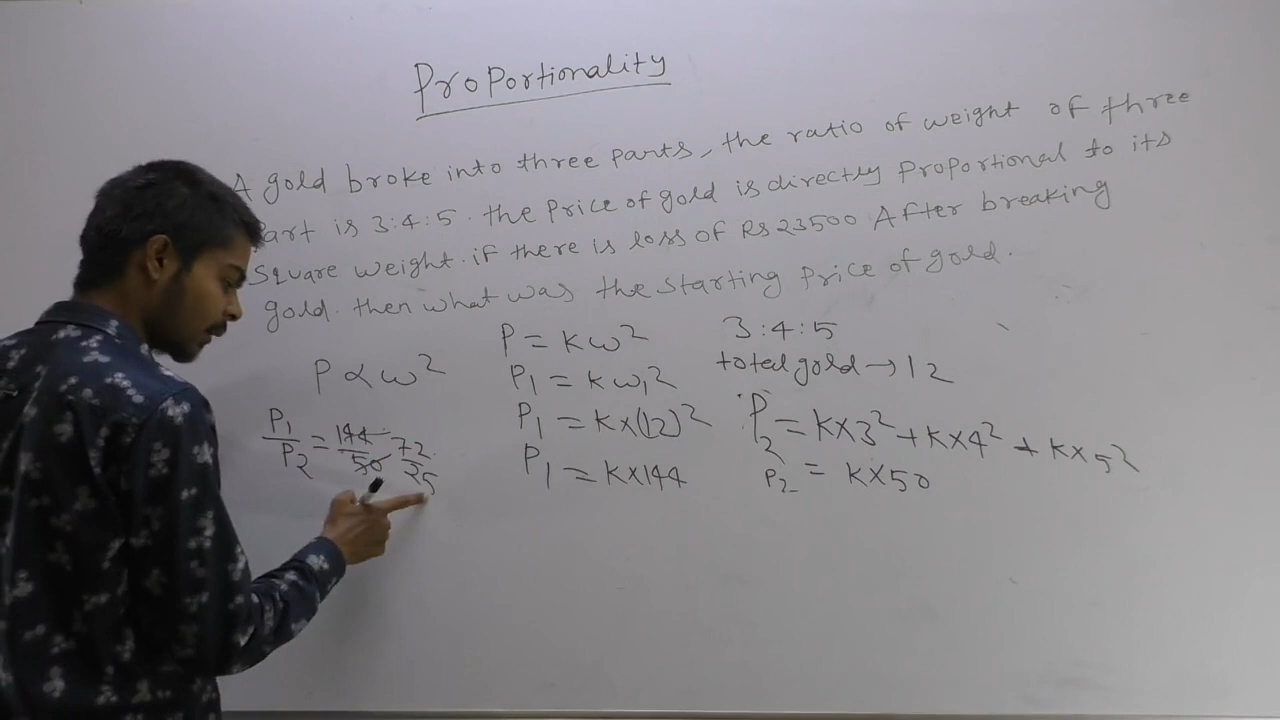 Proportionality
A gold broke into three parts, the ratio of weight of three
part is 3:4:5. the price of gold is directly proportional to its
square weight. if there is loss of Rs 23500 After breaking
gold. then what was the starting price of gold.
P ∝ w²
P = Kw²
3:4:5
P₁ = Kw₁²
total gold → 12
P₁/P₂ = 144/50 72/25
P₁ = K×(12)²
P₂ = K×3² + K×4² + K×5²
P₁ = K×144
P₂ = K×50